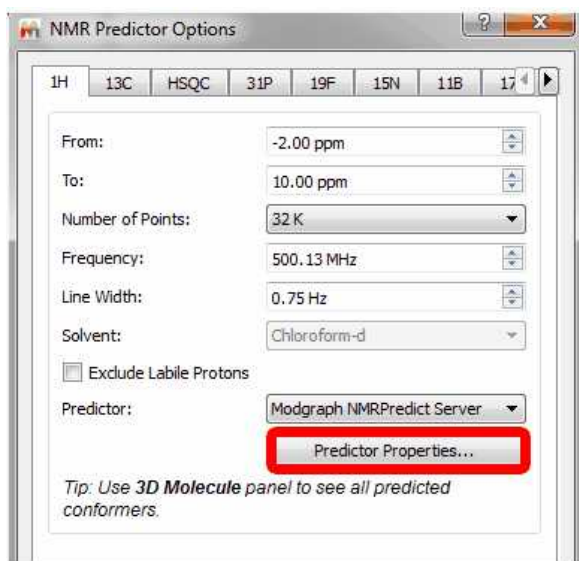 NMR Predictor Options
1H 13C HSQC 31P 19F 15N 11B 17
From: -2.00 ppm
To: 10.00 ppm
Number of Points: 32 K
Frequency: 500.13 MHz
Line Width: 0.75 Hz
Solvent: Chloroform-d
Exclude Labile Protons
Predictor: Modgraph NMRPredict Server
Predictor Properties...
Tip: Use 3D Molecule panel to see all predicted
conformers.